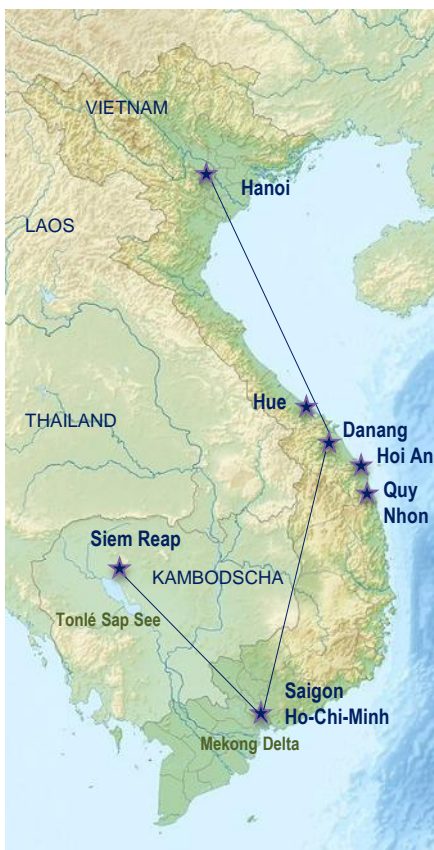 VIETNAM
Hanoi
LAOS
Hue
THAILAND
Danang
Hoi An
Quy
Nhon
Siem Reap
KAMBODSCHA
Tonlé Sap See
Saigon
Ho-Chi-Minh
Mekong Delta